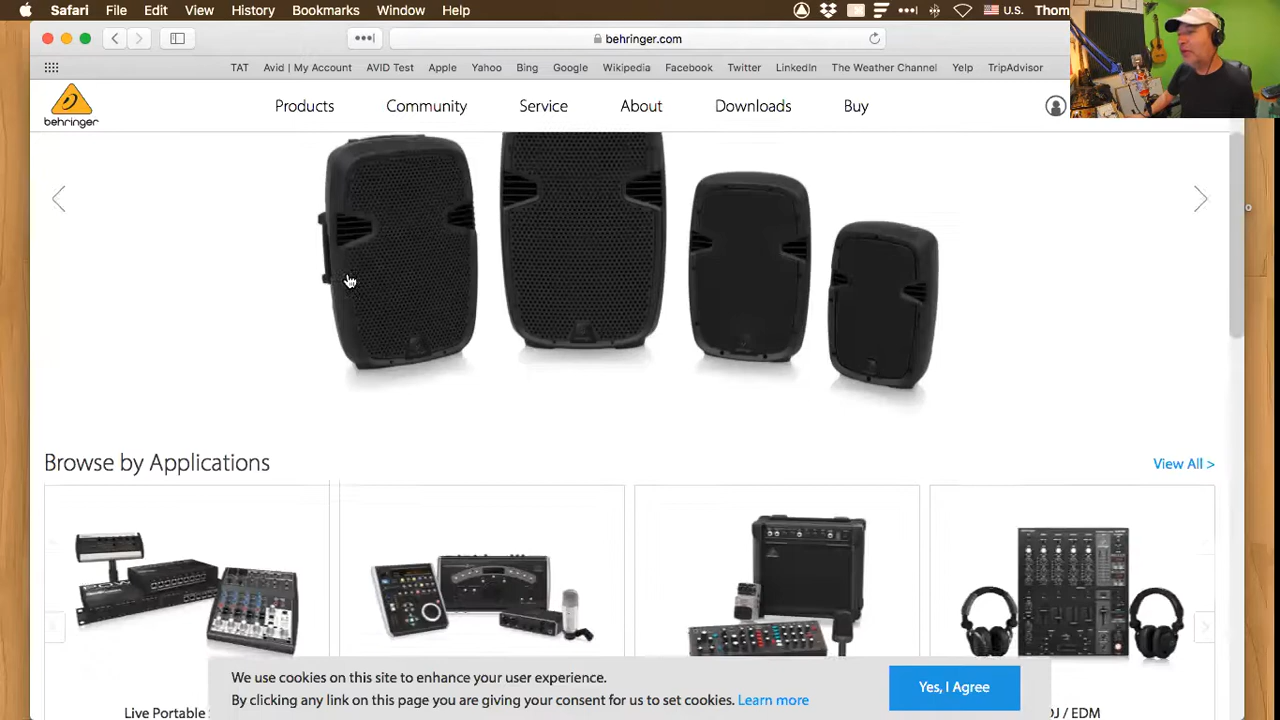 Safari File Edit View History Bookmarks Window Help U.S. Thom
behringer.com
TAT Avid | My Account AVID Test Apple Yahoo Bing Google Wikipedia Facebook Twitter LinkedIn The Weather Channel Yelp TripAdvisor
behringer Products Community Service About Downloads Buy
Browse by Applications View All >
We use cookies on this site to enhance your user experience.
By clicking any link on this page you are giving your consent for us to set cookies. Learn more
Yes, I Agree
Live Portable DJ / EDM